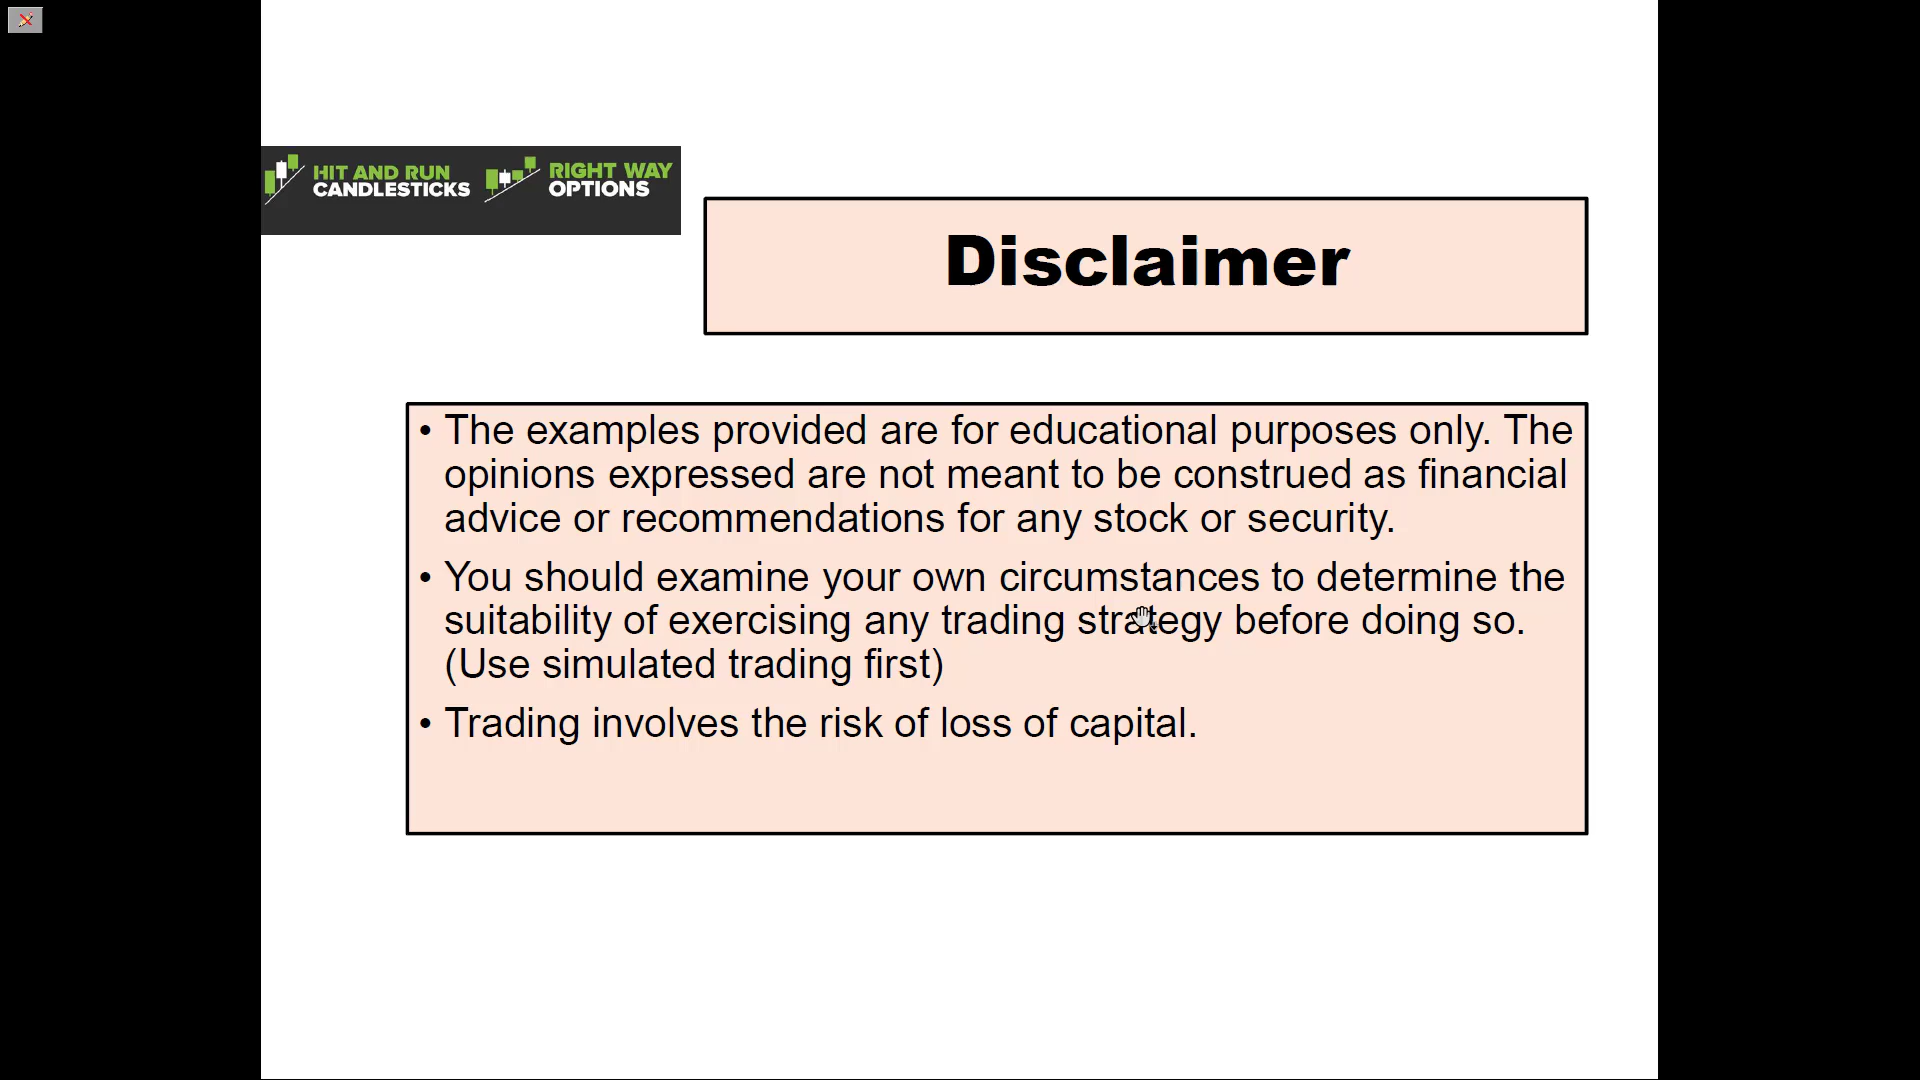 HIT AND RUN
CANDLESTICKS
RIGHT WAY
OPTIONS
Disclaimer
• The examples provided are for educational purposes only. The
opinions expressed are not meant to be construed as financial
advice or recommendations for any stock or security.
• You should examine your own circumstances to determine the
suitability of exercising any trading strategy before doing so.
(Use simulated trading first)
• Trading involves the risk of loss of capital.